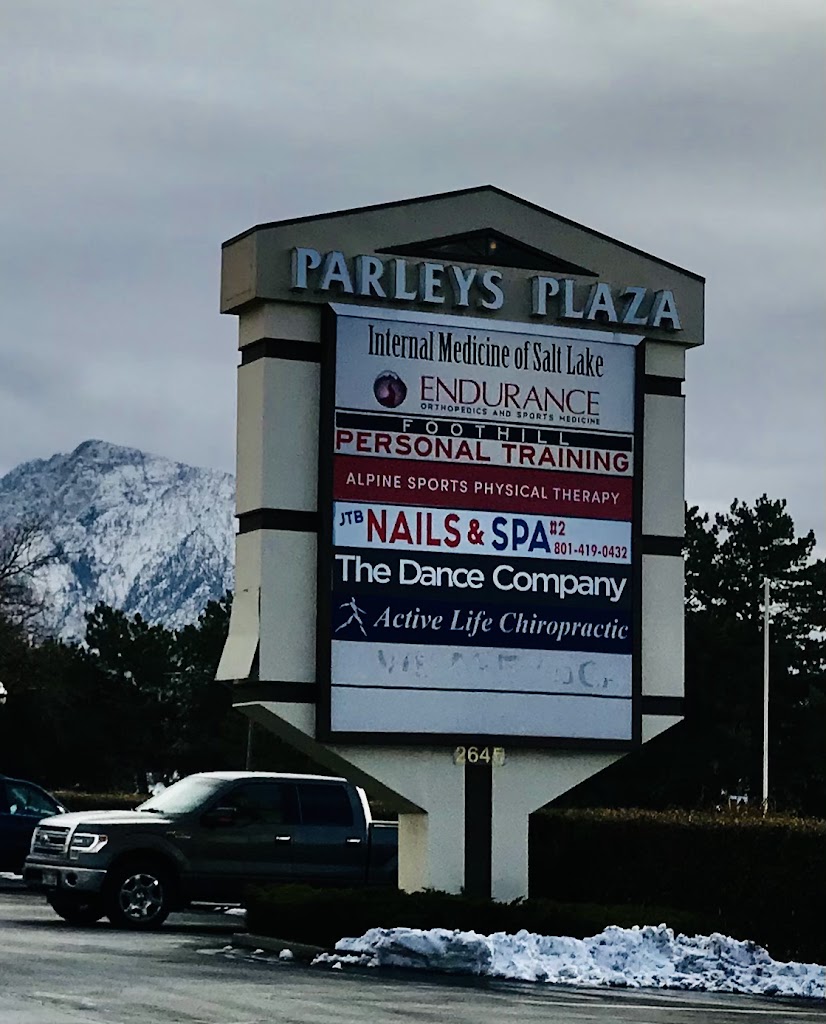 PARLEYS PLAZA
Internal Medicine of Salt Lake
ENDURANCE
ORTHOPEDICS AND SPORTS MEDICINE
FOOTHILL
PERSONAL TRAINING
ALPINE SPORTS PHYSICAL THERAPY
JTB NAILS & SPA #2
801-419-0432
The Dance Company
Active Life Chiropractic
2645